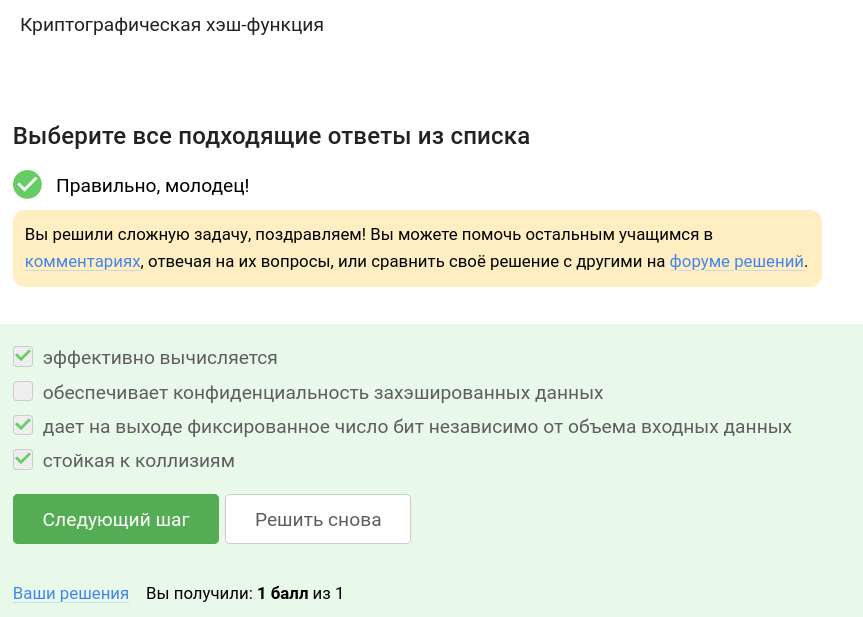 Криптографическая хэш-функция
Выберите все подходящие ответы из списка
Правильно, молодец!
Вы решили сложную задачу, поздравляем! Вы можете помочь остальным учащимся в
комментариях, отвечая на их вопросы, или сравнить своё решение с другими на форуме решений.
эффективно вычисляется
обеспечивает конфиденциальность захэшированных данных
дает на выходе фиксированное число бит независимо от объема входных данных
стойкая к коллизиям
Следующий шаг Решить снова
Ваши решения Вы получили: 1 балл из 1